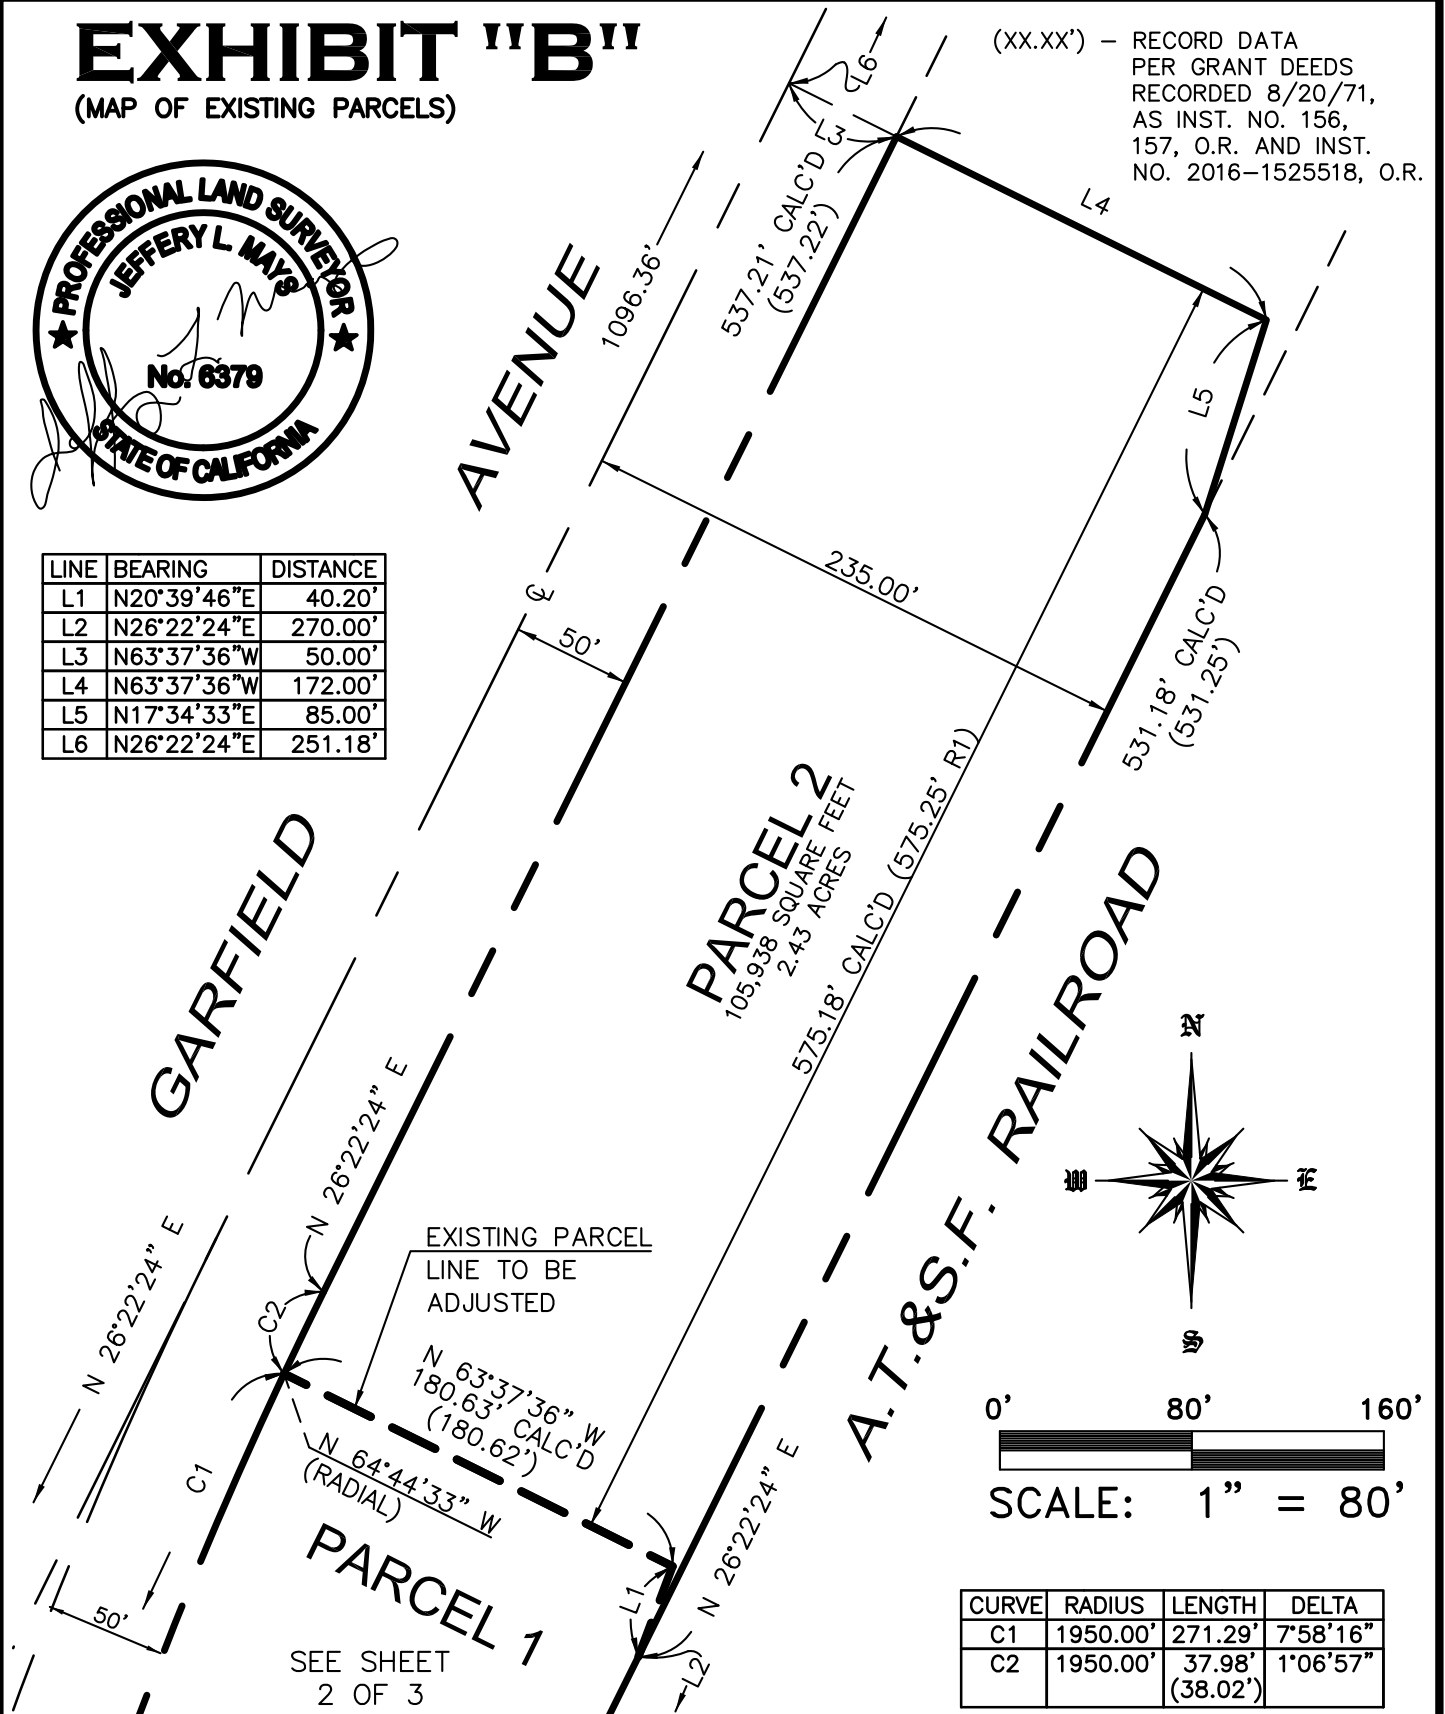 EXHIBIT "B"
(MAP OF EXISTING PARCELS)
(XX.XX') – RECORD DATA
PER GRANT DEEDS
RECORDED 8/20/71,
AS INST. NO. 156,
157, O.R. AND INST.
NO. 2016–1525518, O.R.
PROFESSIONAL LAND SURVEYOR
JEFFERY L. MAYS
No. 6379
STATE OF CALIFORNIA
L6
L3
L4
537.21' CALC'D
(537.22')
1096.36'
AVENUE
L5
235.00'
℄
50'
531.18' CALC'D
(531.25')
LINE BEARING DISTANCE
L1 N20°39'46"E 40.20'
L2 N26°22'24"E 270.00'
L3 N63°37'36"W 50.00'
L4 N63°37'36"W 172.00'
L5 N17°34'33"E 85.00'
L6 N26°22'24"E 251.18'
GARFIELD
PARCEL 2
105,938 SQUARE FEET
2.43 ACRES
575.18' CALC'D (575.25' R1)
A.T.&S.F. RAILROAD
N
W
E
S
N 26°22'24" E
N 26°22'24" E
EXISTING PARCEL
LINE TO BE
ADJUSTED
C2
N 63°37'36" W
180.63' CALC'D
(180.62')
N 64°44'33" W
(RADIAL)
C1
PARCEL 1
L1
N 26°22'24" E
L2
50'
SEE SHEET
2 OF 3
0' 80' 160'
SCALE: 1" = 80'
CURVE RADIUS LENGTH DELTA
C1 1950.00' 271.29' 7°58'16"
C2 1950.00' 37.98' 1°06'57"
(38.02')